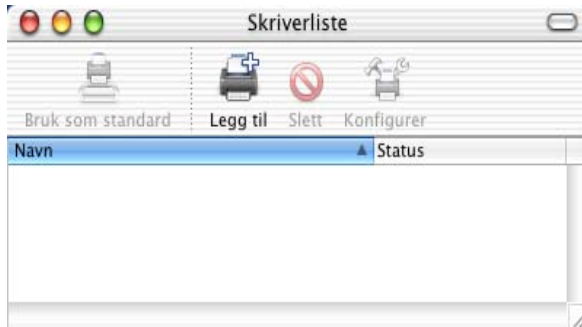 Skriverliste
Bruk som standard Legg til Slett Konfigurer
Navn Status